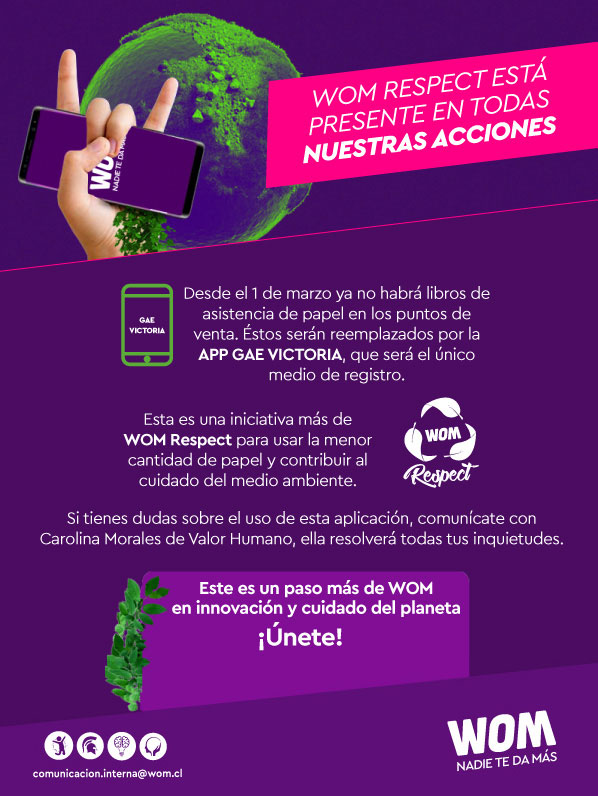 WOM RESPECT ESTÁ
PRESENTE EN TODAS
NUESTRAS ACCIONES
WOM
NADIE TE DA MÁS
GAE
VICTORIA
Desde el 1 de marzo ya no habrá libros de
asistencia de papel en los puntos de
venta. Éstos serán reemplazados por la
APP GAE VICTORIA, que será el único
medio de registro.
Esta es una iniciativa más de
WOM Respect para usar la menor
cantidad de papel y contribuir al
cuidado del medio ambiente.
WOM
Respect
Si tienes dudas sobre el uso de esta aplicación, comunícate con
Carolina Morales de Valor Humano, ella resolverá todas tus inquietudes.
Este es un paso más de WOM
en innovación y cuidado del planeta
¡Únete!
comunicacion.interna@wom.cl
WOM
NADIE TE DA MÁS